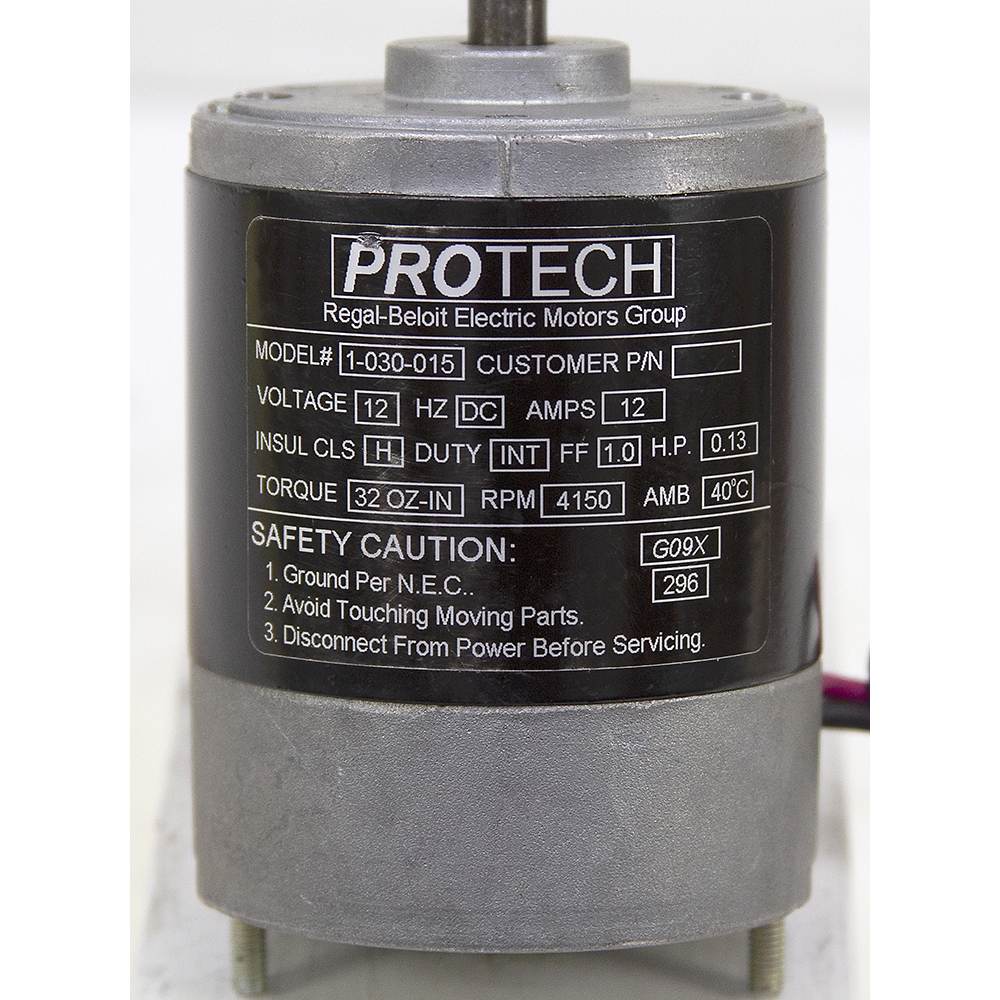 PROTECH
Regal-Beloit Electric Motors Group
MODEL# 1-030-015 CUSTOMER P/N
VOLTAGE 12 HZ DC AMPS 12
INSUL CLS H DUTY INT FF 1.0 H.P. 0.13
TORQUE 32 OZ-IN RPM 4150 AMB 40°C
SAFETY CAUTION: G09X
1. Ground Per N.E.C.. 296
2. Avoid Touching Moving Parts.
3. Disconnect From Power Before Servicing.